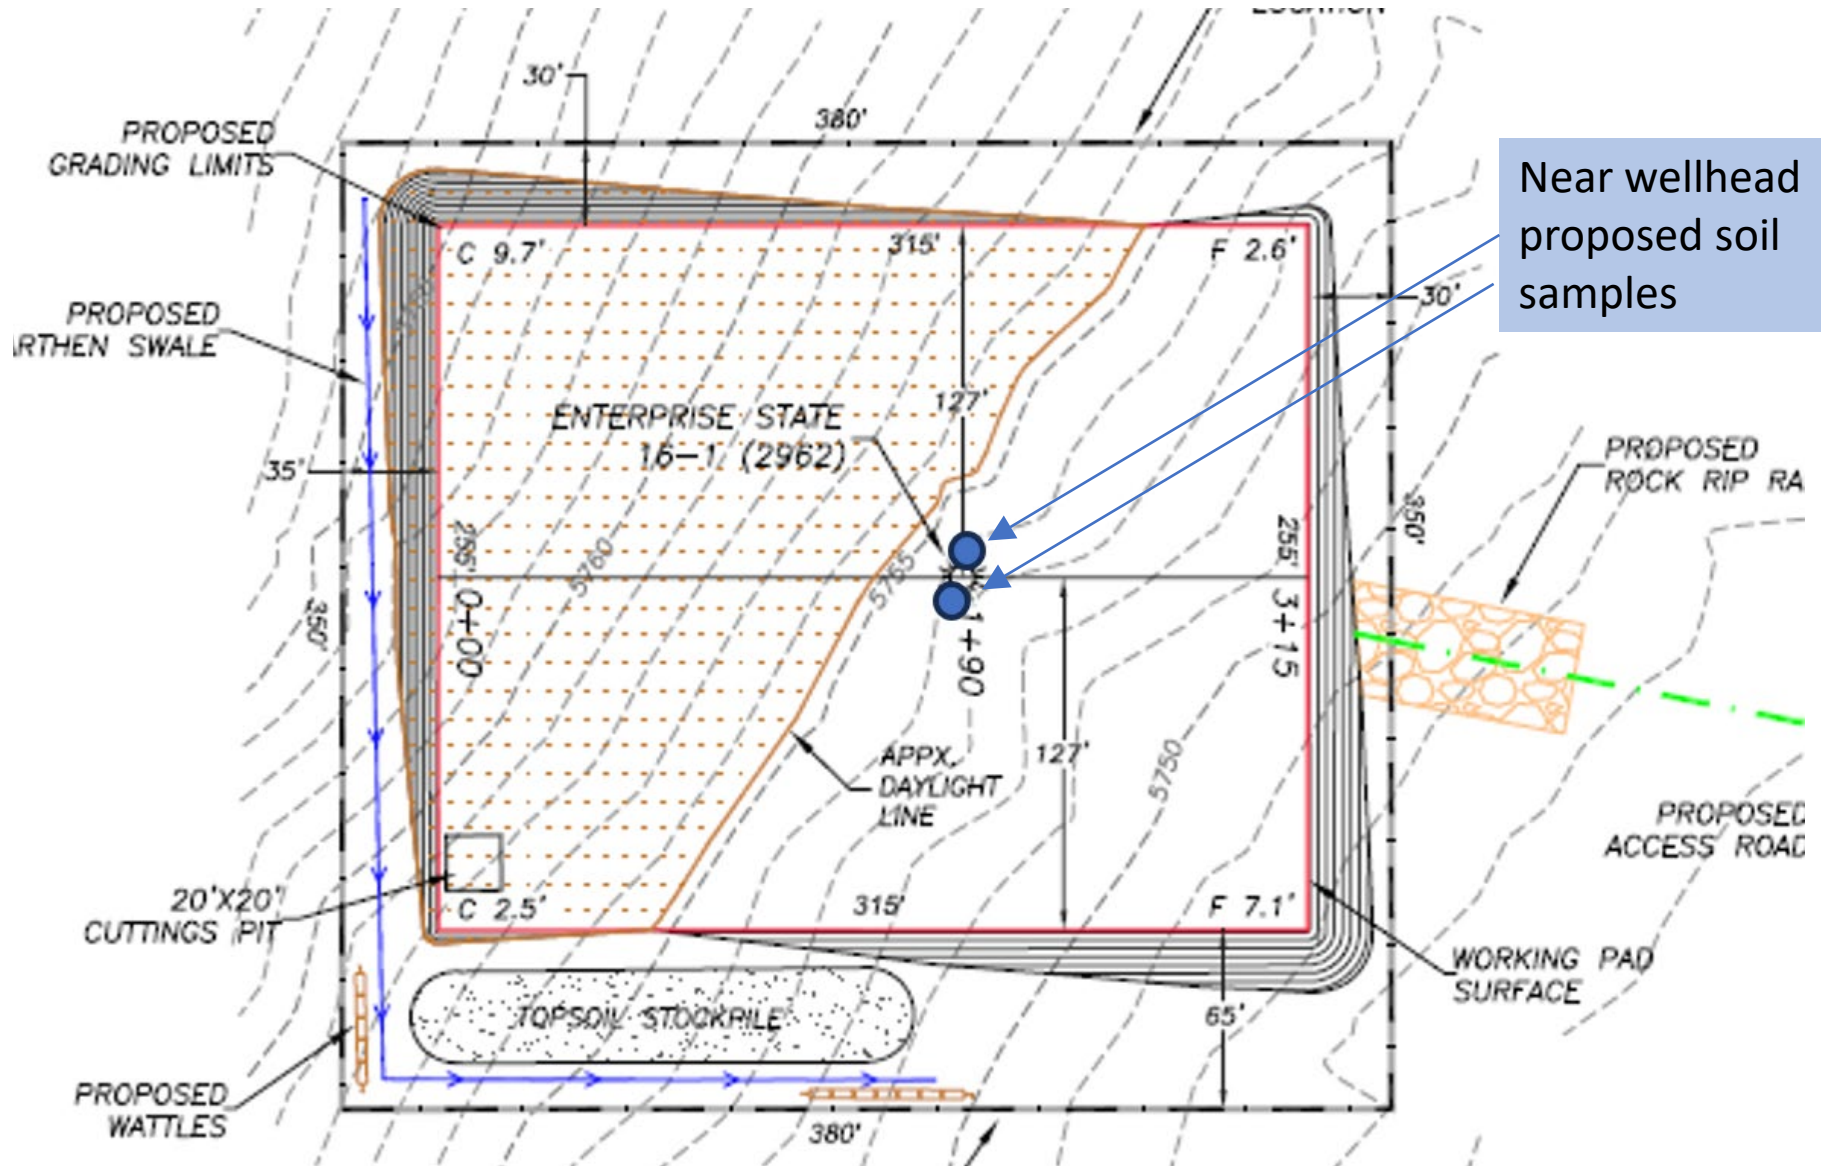 LOCATION
30'
380'
PROPOSED
GRADING LIMITS
Near wellhead
proposed soil
samples
C 9.7'
315'
F 2.6'
30'
PROPOSED
RTHEN SWALE
127'
ENTERPRISE STATE
16-1 (2962)
PROPOSED
ROCK RIP RA
35'
350'
255'
0+00
5760
5765
255'
3+15
350'
1+90
127'
5750
APPX.
DAYLIGHT
LINE
PROPOSED
ACCESS ROAD
20'X20'
CUTTINGS PIT
C 2.5'
315'
F 7.1'
WORKING PAD
SURFACE
TOPSOIL STOCKPILE
65'
PROPOSED
WATTLES
380'